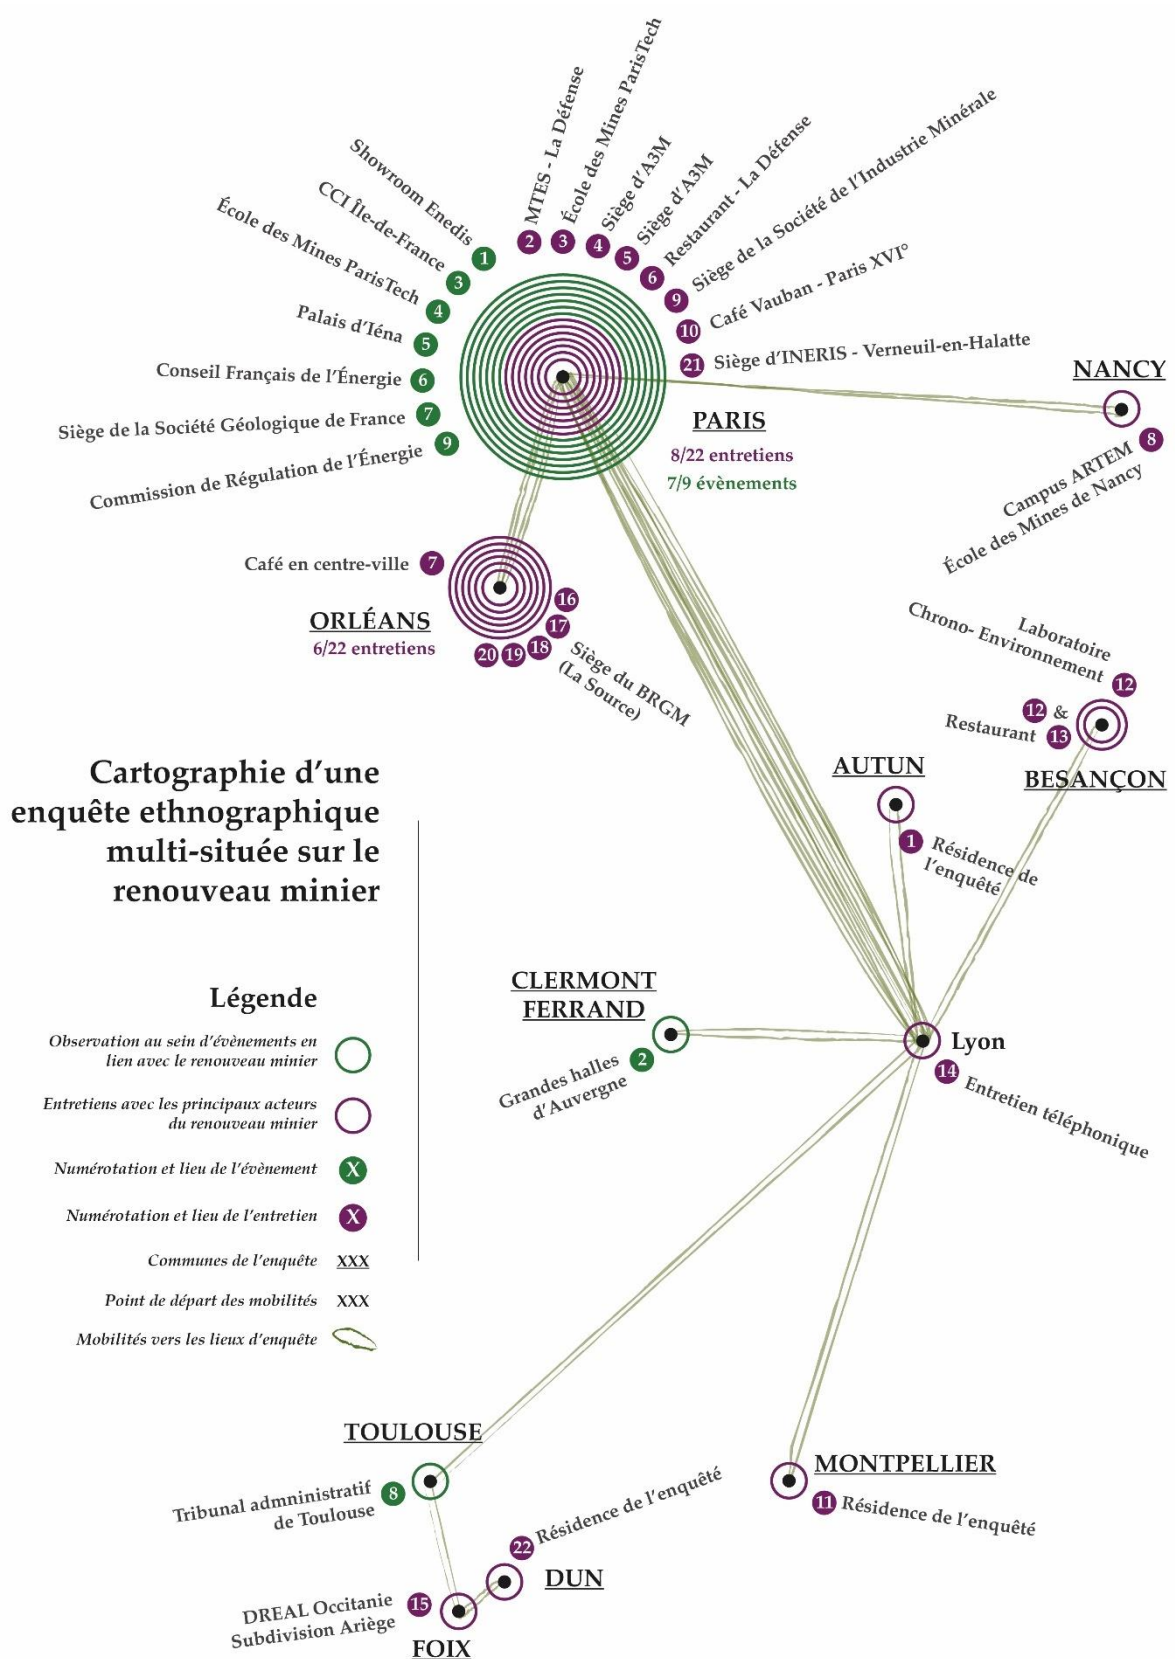 Showroom Enedis
1
CCI Île-de-France
3
École des Mines ParisTech
4
Palais d'Iéna
5
Conseil Français de l'Énergie
6
Siège de la Société Géologique de France
7
Commission de Régulation de l'Énergie
9
MTES - La Défense
2
École des Mines ParisTech
3
Siège d'A3M
4
Siège d'A3M
5
Restaurant - La Défense
6
Siège de la Société de l'Industrie Minérale
9
Café Vauban - Paris XVI°
10
Siège d'INERIS - Verneuil-en-Halatte
21
PARIS
8/22 entretiens
7/9 évènements
NANCY
8
Campus ARTEM
École des Mines de Nancy
Café en centre-ville
7
ORLÉANS
6/22 entretiens
16
17
18
19
20
Siège du BRGM
(La Source)
Laboratoire
Chrono- Environnement
12
12 &
Restaurant 13
BESANÇON
AUTUN
1
Résidence de
l'enquêté
Cartographie d'une
enquête ethnographique
multi-située sur le
renouveau minier
CLERMONT
FERRAND
2
Grandes halles
d'Auvergne
Lyon
14
Entretien téléphonique
Légende
Observation au sein d'évènements en
lien avec le renouveau minier
Entretiens avec les principaux acteurs
du renouveau minier
Numérotation et lieu de l'évènement X
Numérotation et lieu de l'entretien X
Communes de l'enquête XXX
Point de départ des mobilités XXX
Mobilités vers les lieux d'enquête
TOULOUSE
8
Tribunal admninistratif
de Toulouse
MONTPELLIER
11
Résidence de l'enquêté
22
Résidence de l'enquêté
DUN
15
DREAL Occitanie
Subdivision Ariège
FOIX